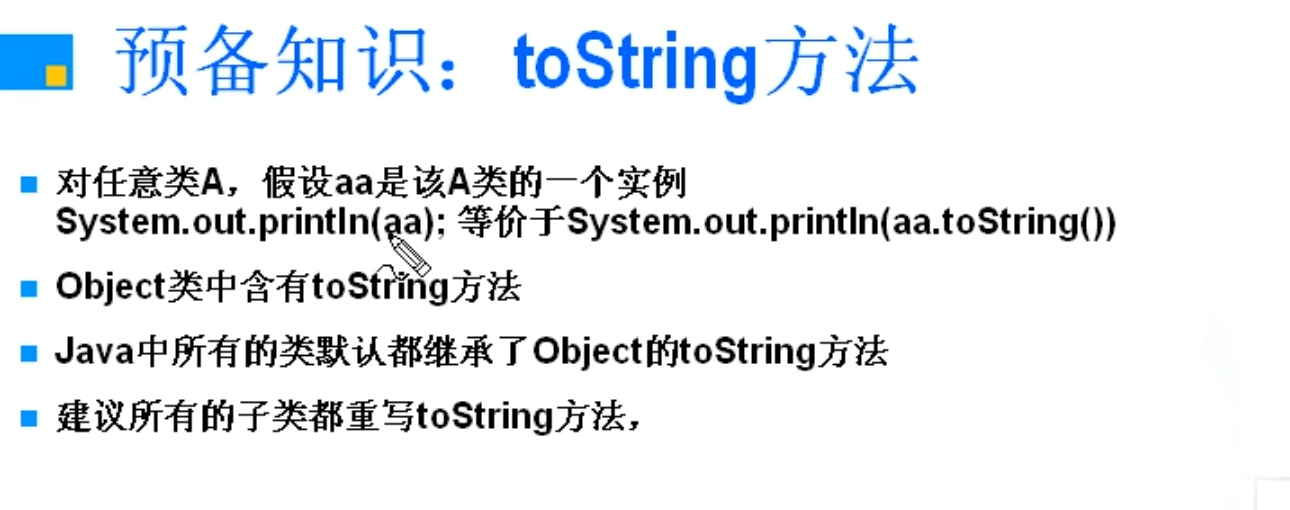 预备知识：toString方法
对任意类A，假设aa是该A类的一个实例
System.out.println(aa); 等价于System.out.println(aa.toString())
Object类中含有toString方法
Java中所有的类默认都继承了Object的toString方法
建议所有的子类都重写toString方法，